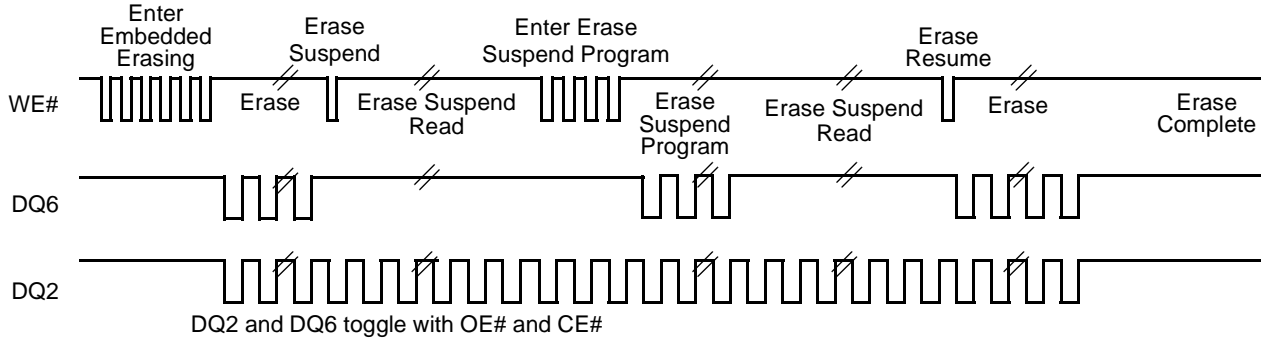 Enter
Embedded
Erasing
Erase
Suspend
Enter Erase
Suspend Program
Erase
Resume
WE#
Erase
Erase Suspend
Read
Erase
Suspend
Program
Erase Suspend
Read
Erase
Erase
Complete
DQ6
DQ2
DQ2 and DQ6 toggle with OE# and CE#